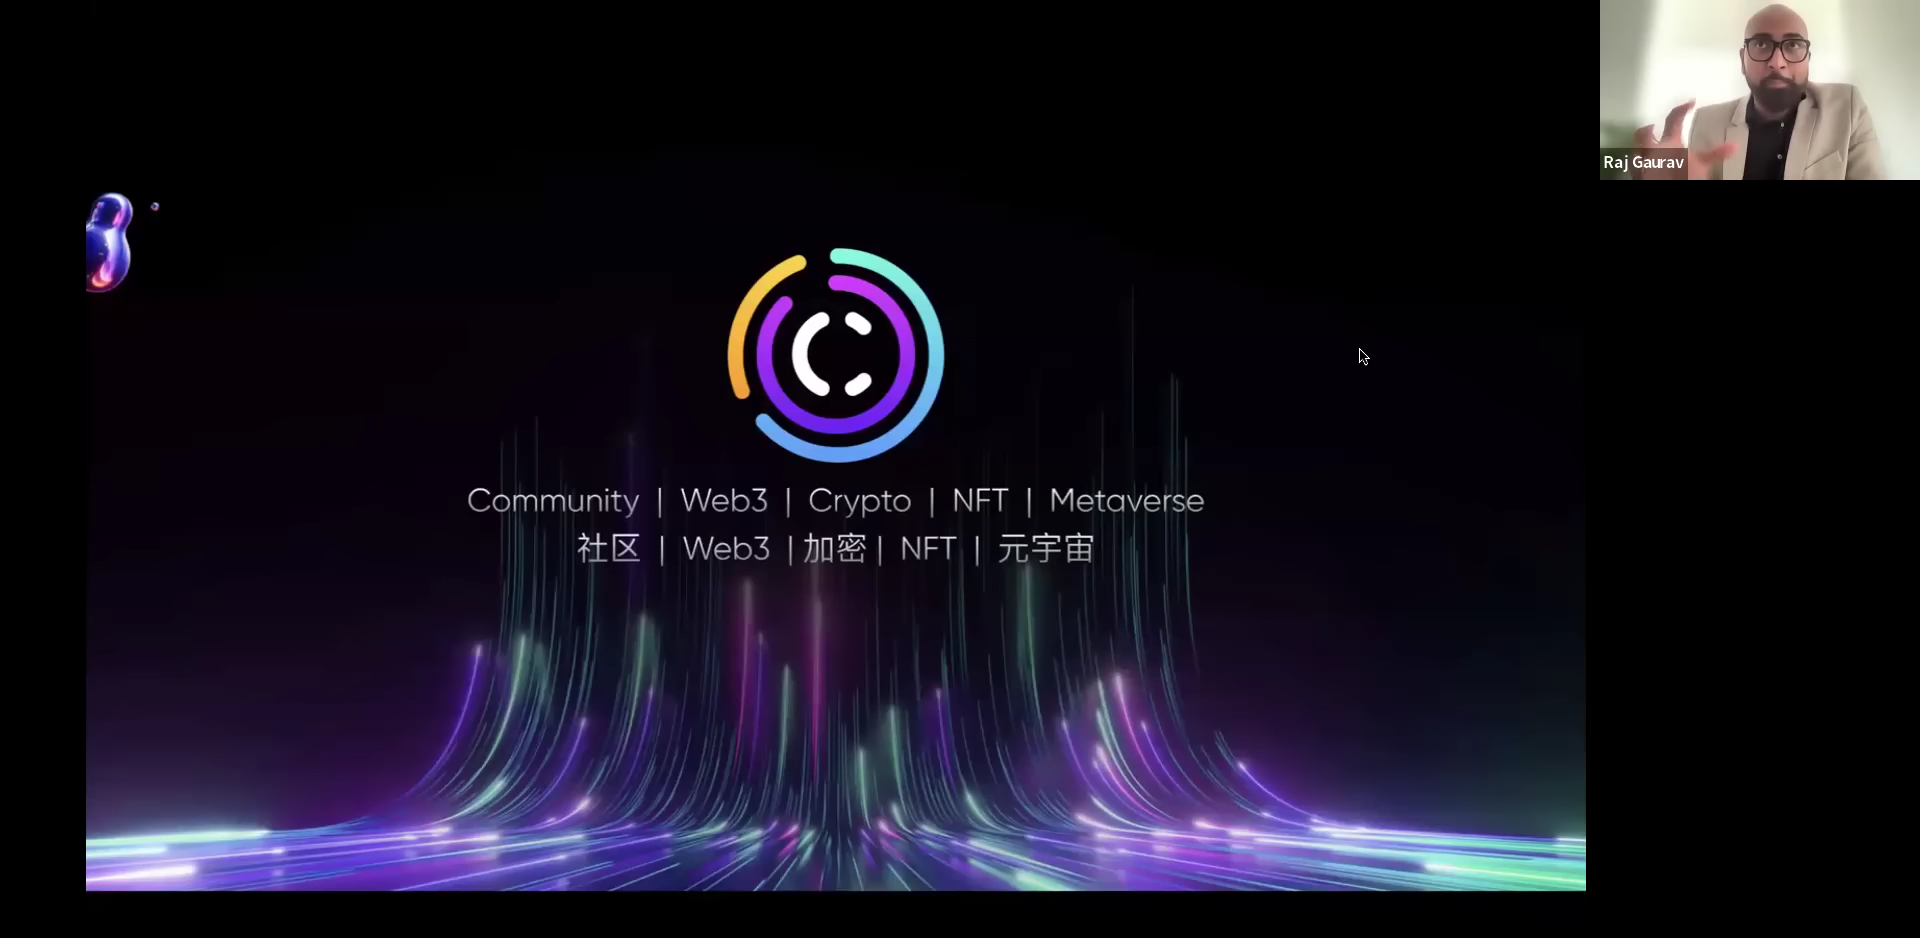 Raj Gaurav
Community | Web3 | Crypto | NFT | Metaverse
社区 | Web3 | 加密 | NFT | 元宇宙